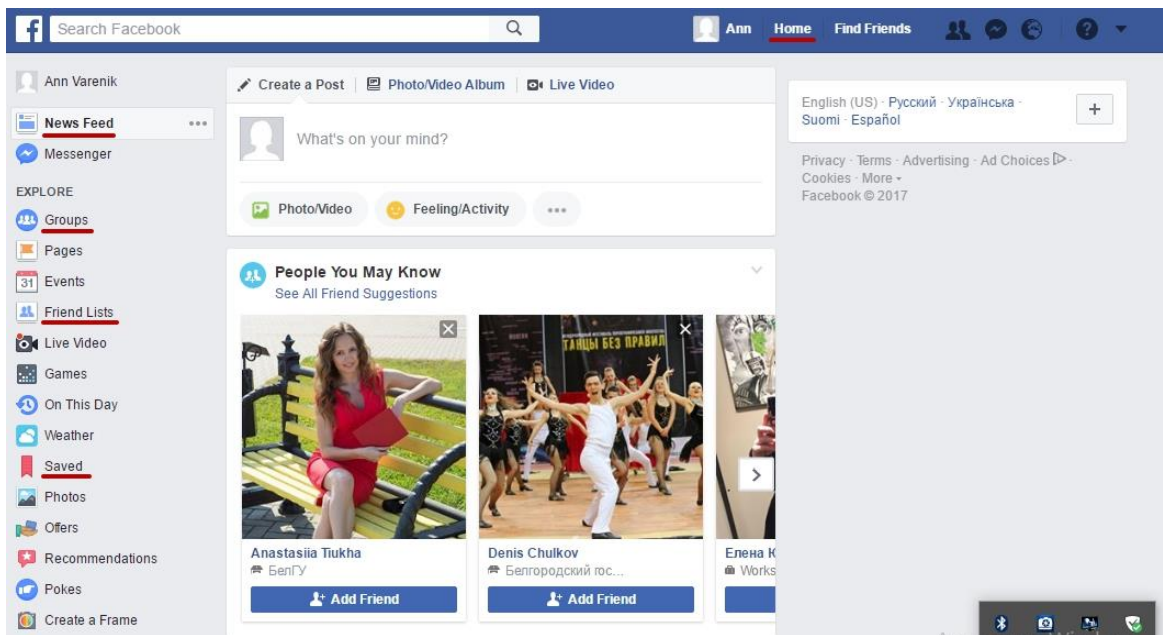 f Search Facebook Ann Home Find Friends ?
Ann Varenik
News Feed
Messenger
EXPLORE
Groups
Pages
31 Events
Friend Lists
Live Video
Games
On This Day
Weather
Saved
Photos
Offers
Recommendations
Pokes
Create a Frame
Create a Post Photo/Video Album Live Video
What's on your mind?
Photo/Video Feeling/Activity
People You May Know
See All Friend Suggestions
ТАНЦЫ БЕЗ ПРАВИЛ
Anastasiia Tiukha
БелГУ
Add Friend
Denis Chulkov
Белгородский гос...
Add Friend
Елена
Works
English (US) · Русский · Українська ·
Suomi · Español
Privacy · Terms · Advertising · Ad Choices ·
Cookies · More
Facebook © 2017